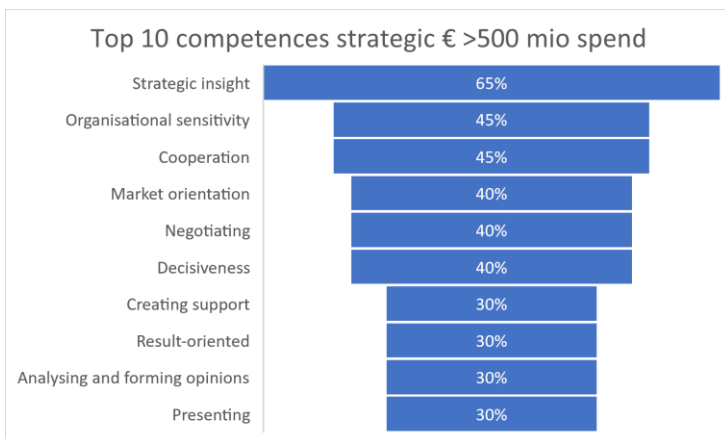 Top 10 competences strategic € >500 mio spend
Strategic insight 65%
Organisational sensitivity 45%
Cooperation 45%
Market orientation 40%
Negotiating 40%
Decisiveness 40%
Creating support 30%
Result-oriented 30%
Analysing and forming opinions 30%
Presenting 30%